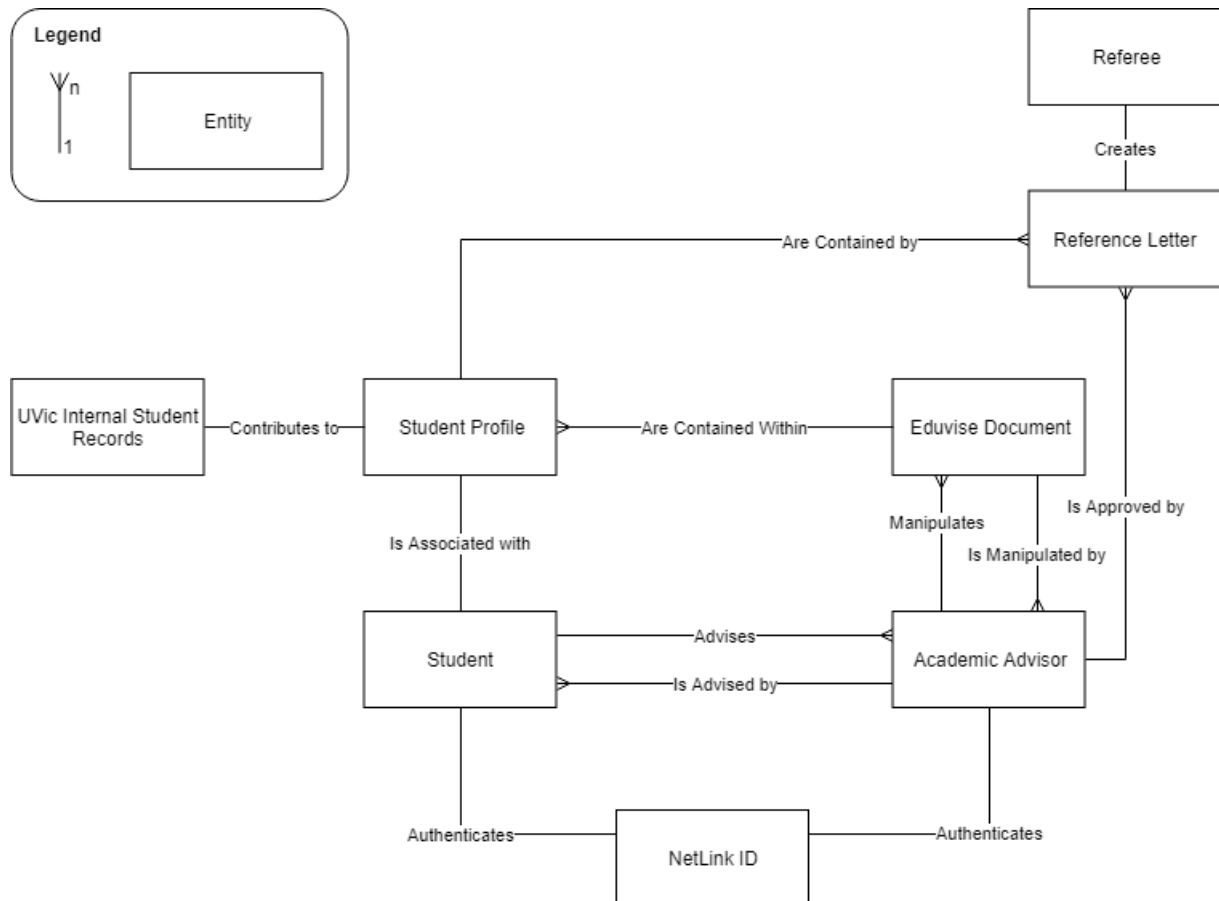 Legend
n
1
Entity
Referee
Creates
Reference Letter
Are Contained by
UVic Internal Student
Records
Contributes to
Student Profile
Are Contained Within
Eduvise Document
Is Approved by
Manipulates
Is Manipulated by
Is Associated with
Student
Advises
Is Advised by
Academic Advisor
Authenticates
Authenticates
NetLink ID